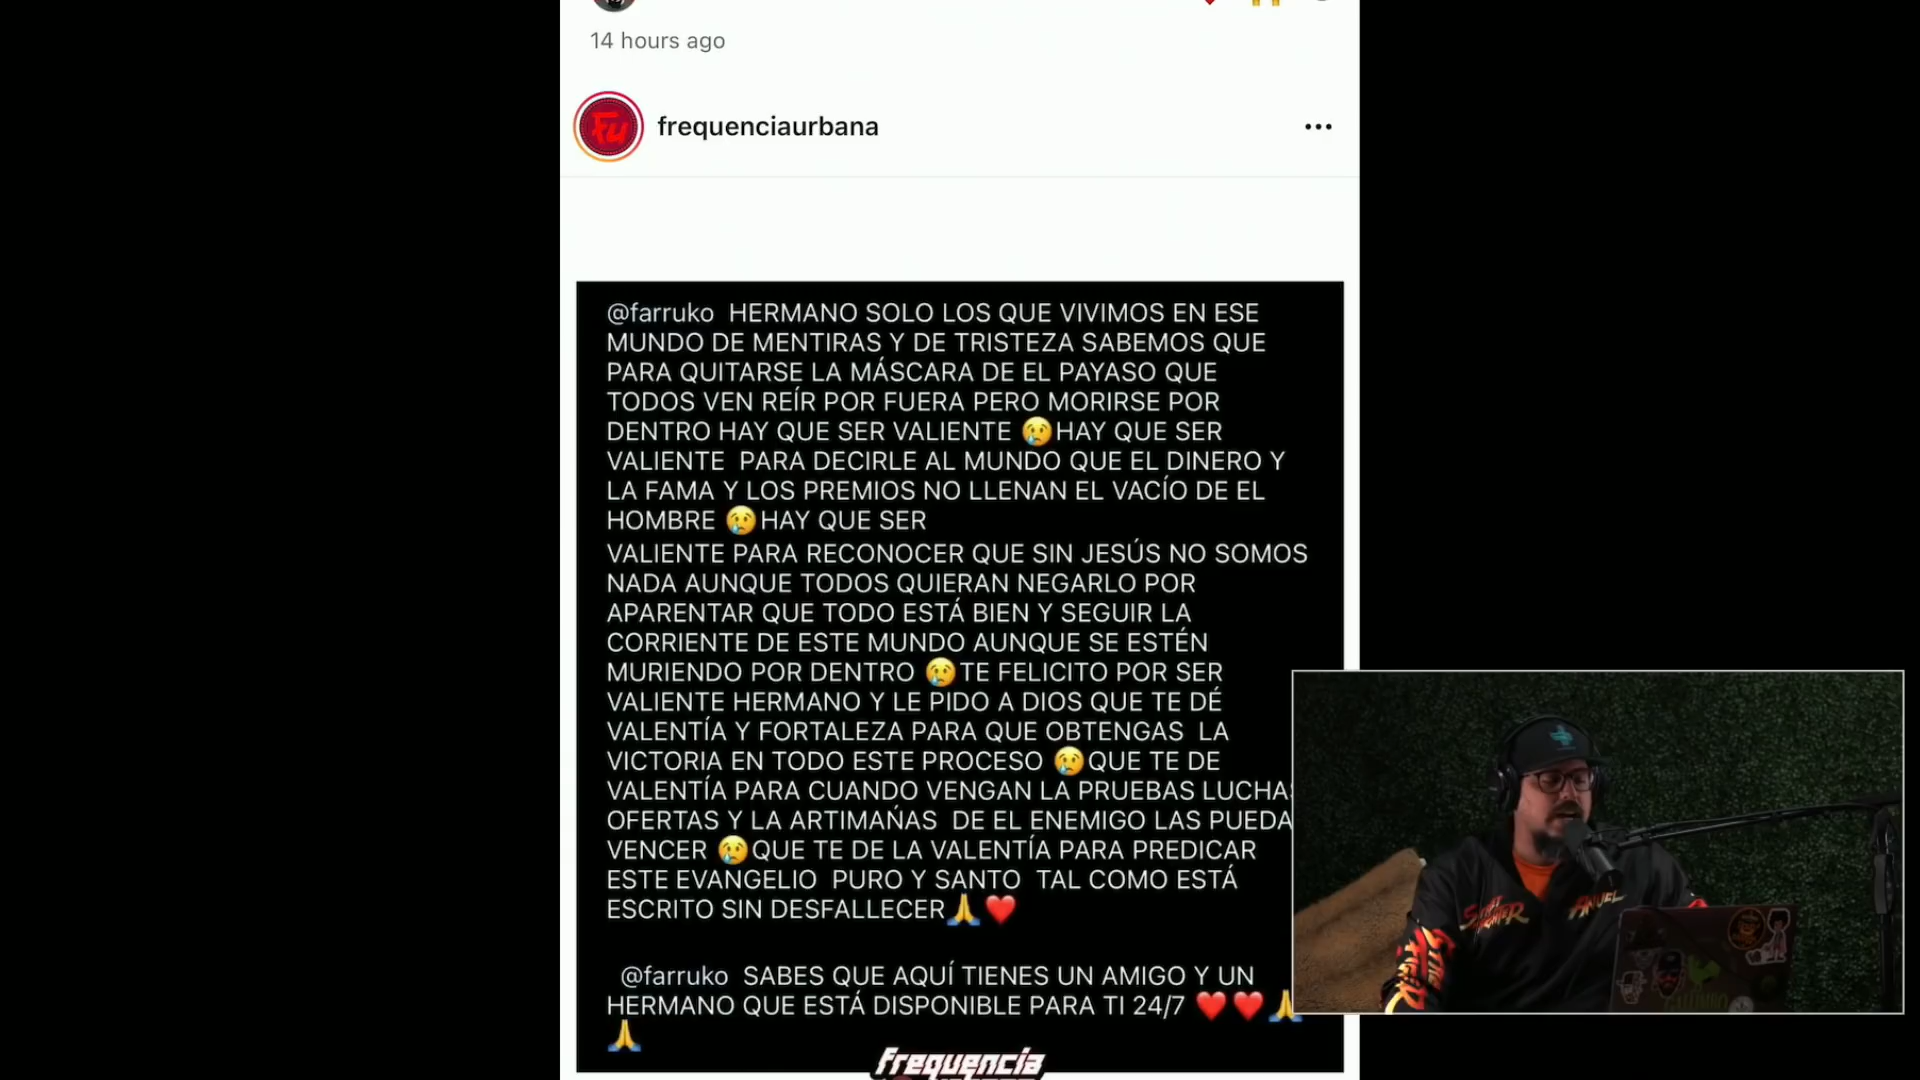 14 hours ago
Fu
frequenciaurbana
@farruko HERMANO SOLO LOS QUE VIVIMOS EN ESE
MUNDO DE MENTIRAS Y DE TRISTEZA SABEMOS QUE
PARA QUITARSE LA MÁSCARA DE EL PAYASO QUE
TODOS VEN REÍR POR FUERA PERO MORIRSE POR
DENTRO HAY QUE SER VALIENTE 😢HAY QUE SER
VALIENTE PARA DECIRLE AL MUNDO QUE EL DINERO Y
LA FAMA Y LOS PREMIOS NO LLENAN EL VACÍO DE EL
HOMBRE 😢HAY QUE SER
VALIENTE PARA RECONOCER QUE SIN JESÚS NO SOMOS
NADA AUNQUE TODOS QUIERAN NEGARLO POR
APARENTAR QUE TODO ESTÁ BIEN Y SEGUIR LA
CORRIENTE DE ESTE MUNDO AUNQUE SE ESTÉN
MURIENDO POR DENTRO 😢TE FELICITO POR SER
VALIENTE HERMANO Y LE PIDO A DIOS QUE TE DÉ
VALENTÍA Y FORTALEZA PARA QUE OBTENGAS LA
VICTORIA EN TODO ESTE PROCESO 😢QUE TE DE
VALENTÍA PARA CUANDO VENGAN LA PRUEBAS LUCHAS
OFERTAS Y LA ARTIMAŃAS DE EL ENEMIGO LAS PUEDA
VENCER 😢QUE TE DE LA VALENTÍA PARA PREDICAR
ESTE EVANGELIO PURO Y SANTO TAL COMO ESTÁ
ESCRITO SIN DESFALLECER🙏❤️
@farruko SABES QUE AQUÍ TIENES UN AMIGO Y UN
HERMANO QUE ESTÁ DISPONIBLE PARA TI 24/7 ❤️❤️🙏
🙏
frequencia
STREET FIGHTER
ANUEL